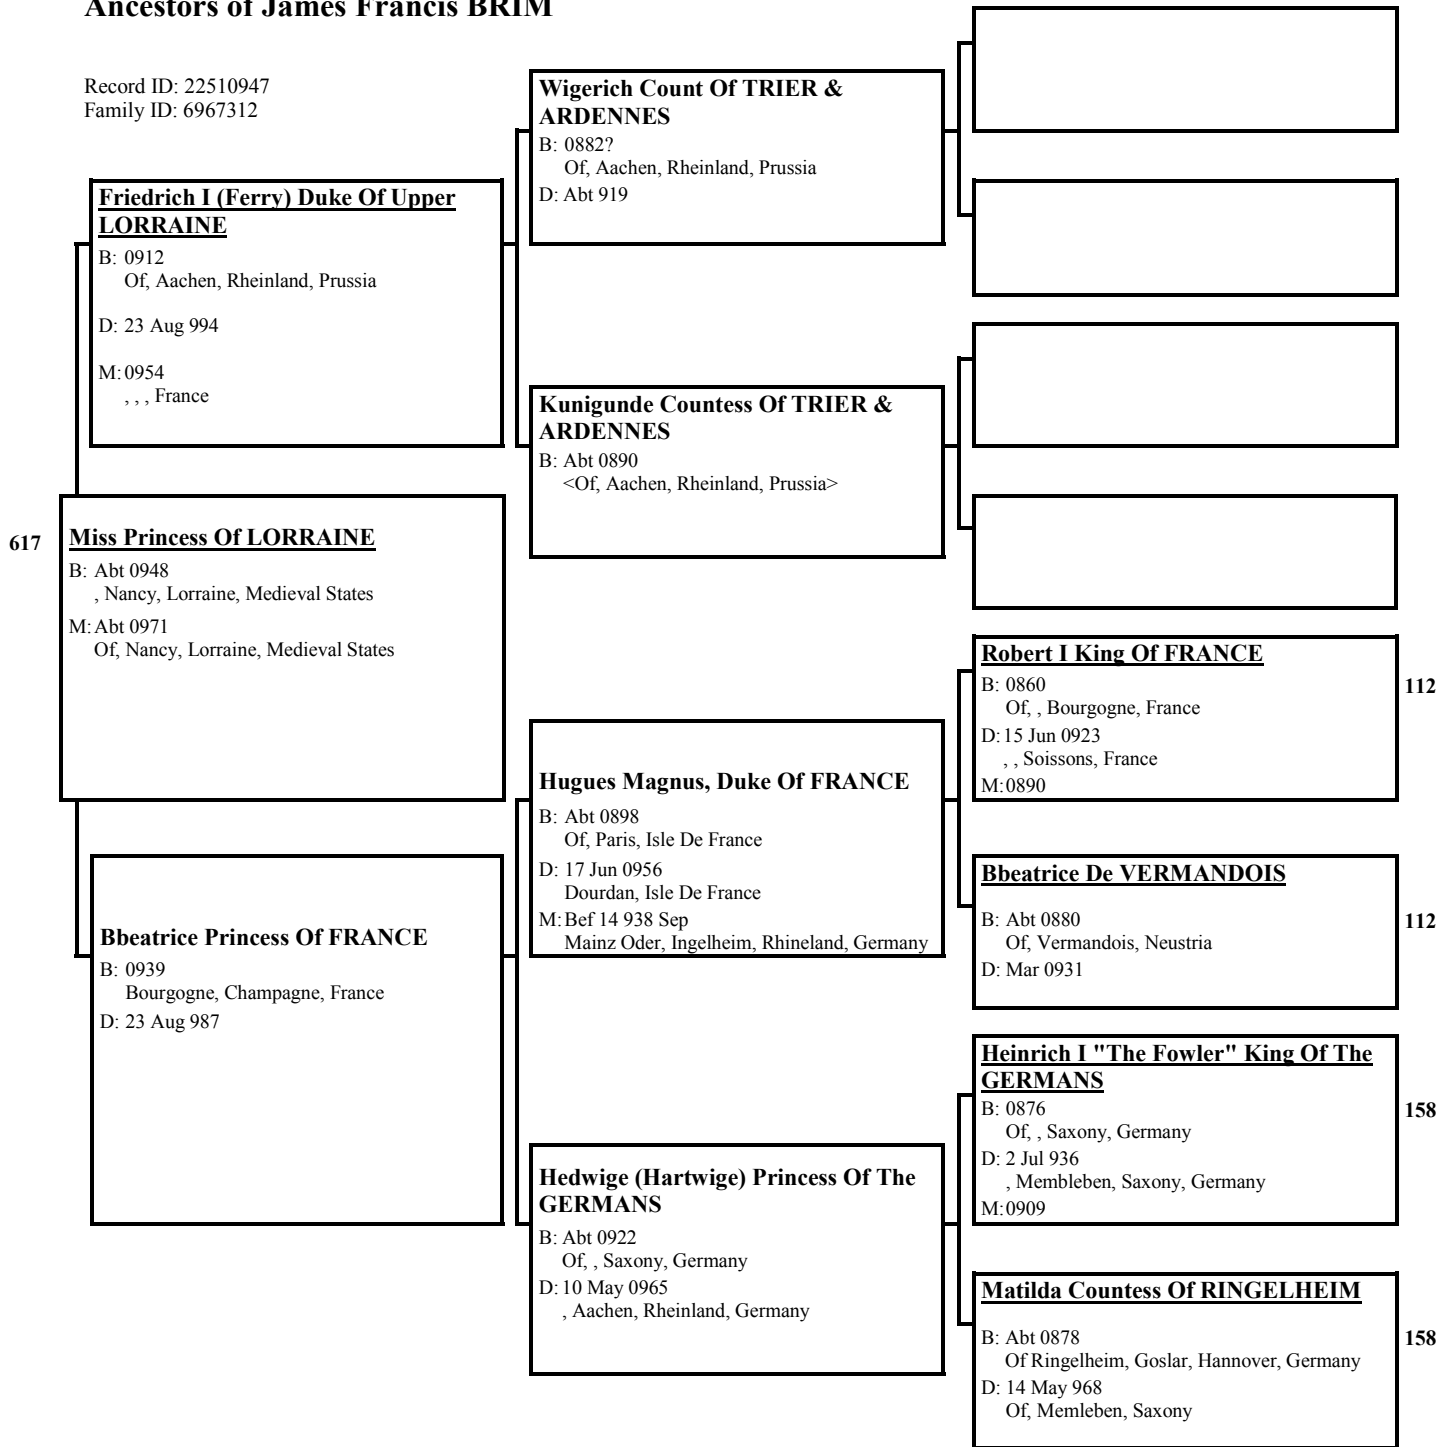 Ancestors of James Francis BRIM
Record ID: 22510947
Family ID: 6967312
Wigerich Count Of TRIER &
ARDENNES
B: 0882?
Of, Aachen, Rheinland, Prussia
D: Abt 919
Friedrich I (Ferry) Duke Of Upper
LORRAINE
B: 0912
Of, Aachen, Rheinland, Prussia
D: 23 Aug 994
M: 0954
, , , France
Kunigunde Countess Of TRIER &
ARDENNES
B: Abt 0890
<Of, Aachen, Rheinland, Prussia>
617
Miss Princess Of LORRAINE
B: Abt 0948
, Nancy, Lorraine, Medieval States
M: Abt 0971
Of, Nancy, Lorraine, Medieval States
Robert I King Of FRANCE
B: 0860
Of, , Bourgogne, France
D: 15 Jun 0923
, , Soissons, France
M: 0890
112
Hugues Magnus, Duke Of FRANCE
B: Abt 0898
Of, Paris, Isle De France
D: 17 Jun 0956
Dourdan, Isle De France
M: Bef 14 938 Sep
Mainz Oder, Ingelheim, Rhineland, Germany
Bbeatrice De VERMANDOIS
B: Abt 0880
Of, Vermandois, Neustria
D: Mar 0931
112
Bbeatrice Princess Of FRANCE
B: 0939
Bourgogne, Champagne, France
D: 23 Aug 987
Heinrich I "The Fowler" King Of The
GERMANS
B: 0876
Of, , Saxony, Germany
D: 2 Jul 936
, Membleben, Saxony, Germany
M: 0909
158
Hedwige (Hartwige) Princess Of The
GERMANS
B: Abt 0922
Of, , Saxony, Germany
D: 10 May 0965
, Aachen, Rheinland, Germany
Matilda Countess Of RINGELHEIM
B: Abt 0878
Of Ringelheim, Goslar, Hannover, Germany
D: 14 May 968
Of, Memleben, Saxony
158